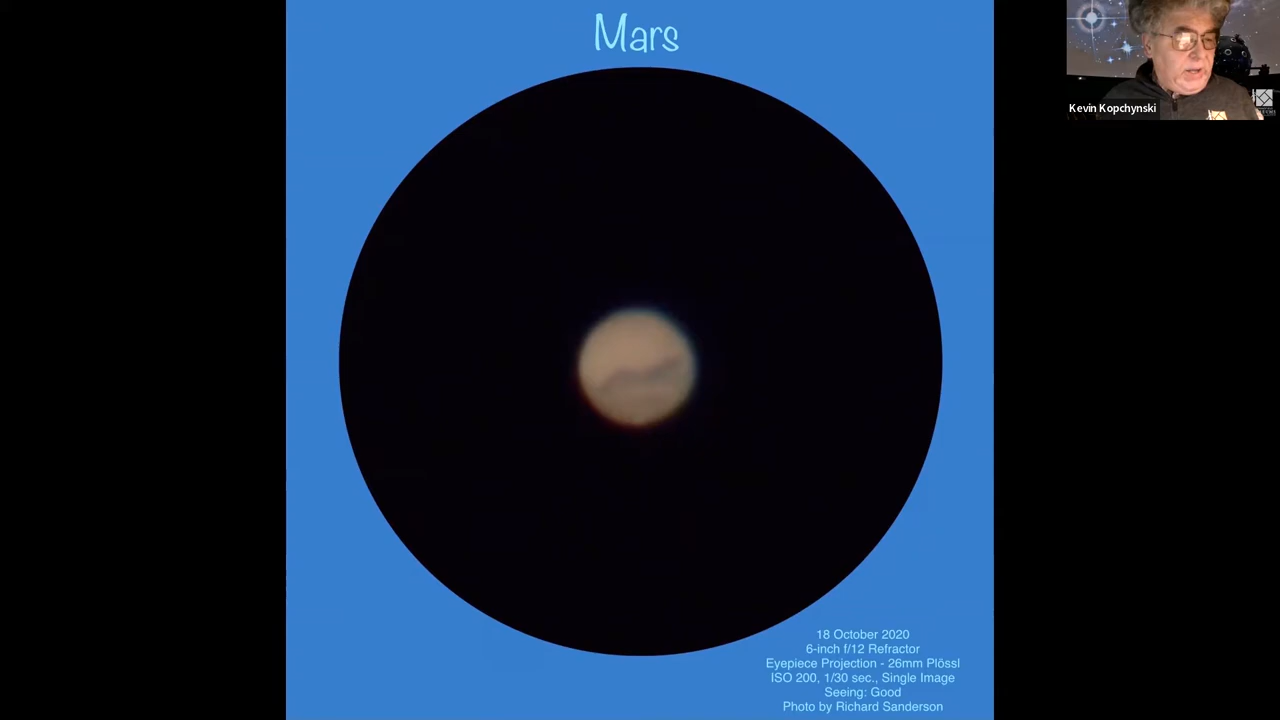 Mars
Kevin Kopchynski
18 October 2020
6-inch f/12 Refractor
Eyepiece Projection - 26mm Plössl
ISO 200, 1/30 sec., Single Image
Seeing: Good
Photo by Richard Sanderson